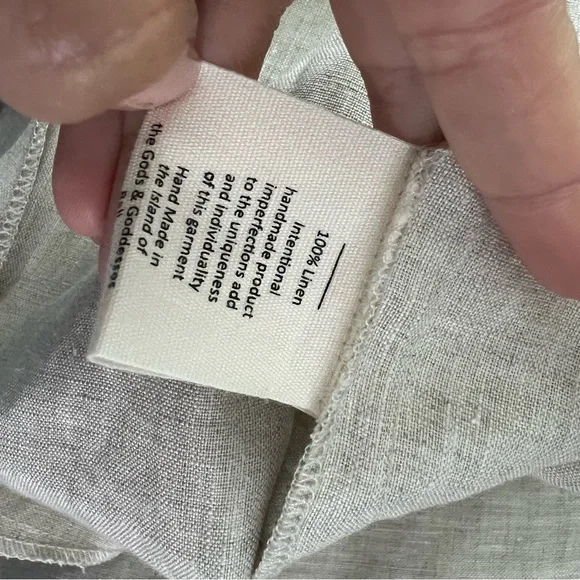 100% Linen
Intentional
handmade product
imperfections add
to the uniqueness
and individuality
of this garment
Hand Made in
the Island of
the Gods & Goddesses